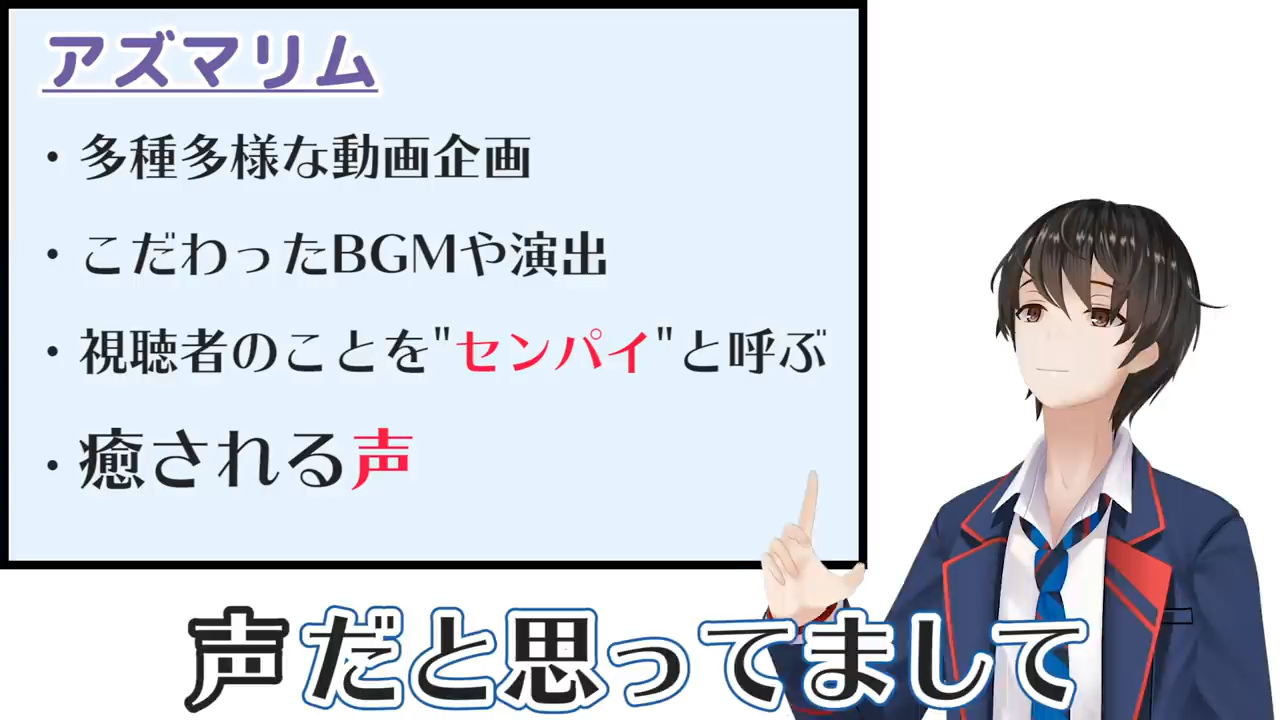 アズマリム
・多種多様な動画企画
・こだわったBGMや演出
・視聴者のことを"センパイ"と呼ぶ
・癒される声
声だと思ってまして